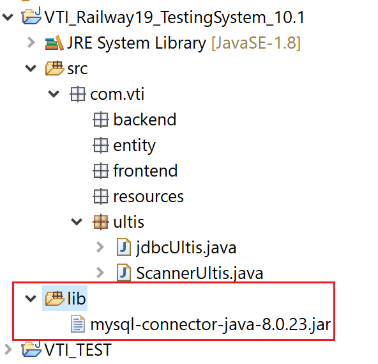 VTI_Railway19_TestingSystem_10.1
JRE System Library [JavaSE-1.8]
src
com.vti
backend
entity
frontend
resources
ultis
jdbcUltis.java
ScannerUltis.java
lib
mysql-connector-java-8.0.23.jar
VTI_TEST